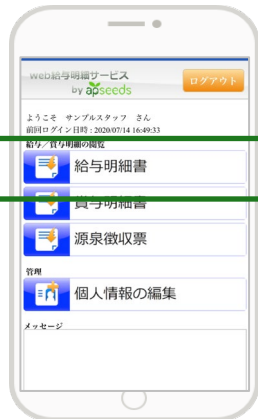 web給与明細サービス
by apseeds
ログアウト
ようこそ サンプルスタッフ さん
前回ログイン日時 : 2020/07/14 16:49:33
給与／賞与明細の閲覧
給与明細書
賞与明細書
源泉徴収票
管理
個人情報の編集
メッセージ